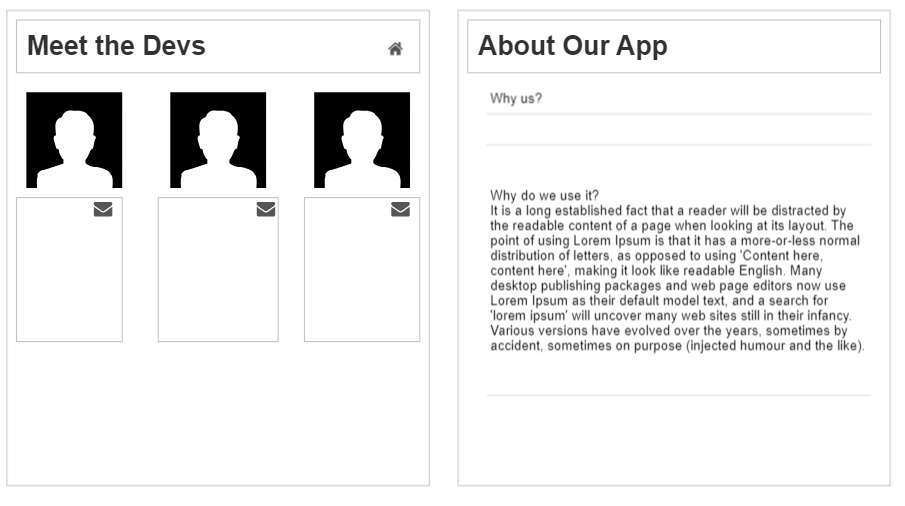 Meet the Devs
About Our App
Why us?
Why do we use it?
It is a long established fact that a reader will be distracted by
the readable content of a page when looking at its layout. The
point of using Lorem Ipsum is that it has a more-or-less normal
distribution of letters, as opposed to using 'Content here,
content here', making it look like readable English. Many
desktop publishing packages and web page editors now use
Lorem Ipsum as their default model text, and a search for
'lorem ipsum' will uncover many web sites still in their infancy.
Various versions have evolved over the years, sometimes by
accident, sometimes on purpose (injected humour and the like).